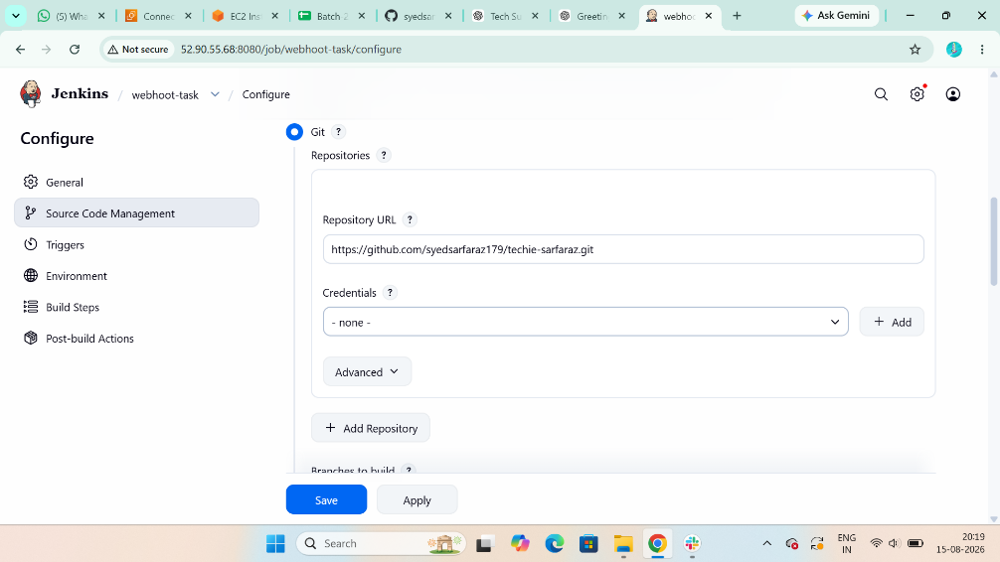 (5) Wha
Connec
EC2 Ins
Batch 2
syedsar
Tech Su
Greetin
webhoo
Ask Gemini
Not secure
52.90.55.68:8080/job/webhoot-task/configure
Jenkins / webhoot-task / Configure
Configure
General
Source Code Management
Triggers
Environment
Build Steps
Post-build Actions
Git ?
Repositories ?
Repository URL ?
https://github.com/syedsarfaraz179/techie-sarfaraz.git
Credentials ?
- none -
+ Add
Advanced
+ Add Repository
Branches to build ?
Save
Apply
Search
ENG
IN
20:19
15-08-2026